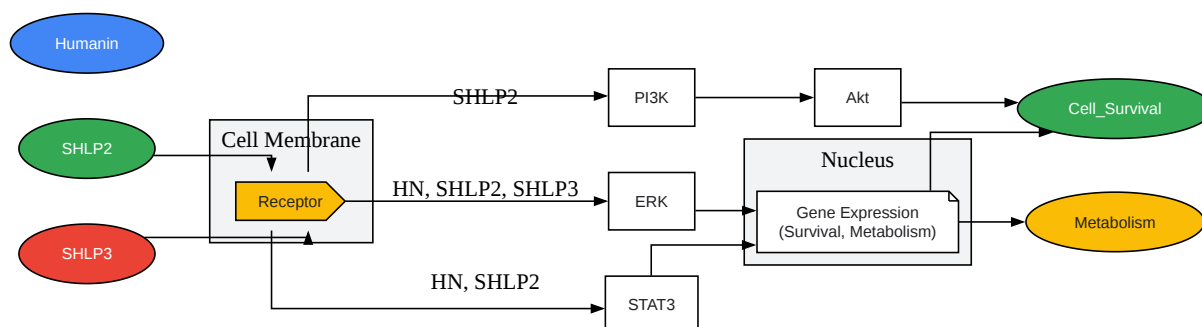 Humanin
SHLP2
PI3K
Akt
Cell_Survival
SHLP2
Cell Membrane
Nucleus
Receptor
HN, SHLP2, SHLP3
ERK
Gene Expression
(Survival, Metabolism)
Metabolism
SHLP3
HN, SHLP2
STAT3